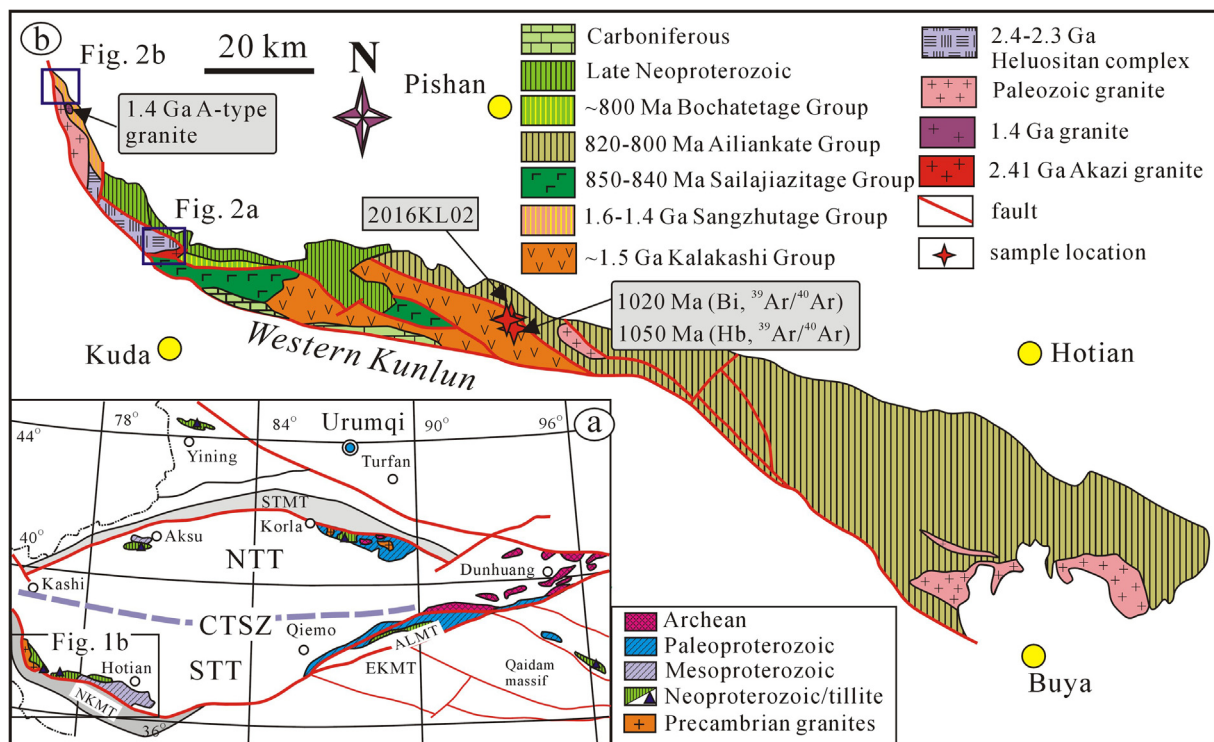 b
Fig. 2b
20 km
N
Pishan
1.4 Ga A-type
granite
Fig. 2a
2016KL02
Kuda
Western Kunlun
1020 Ma (Bi, ³⁹Ar/⁴⁰Ar)
1050 Ma (Hb, ³⁹Ar/⁴⁰Ar)
Hotian
Buya
Carboniferous
Late Neoproterozoic
~800 Ma Bochatetage Group
820-800 Ma Ailiankate Group
850-840 Ma Sailajiazitage Group
1.6-1.4 Ga Sangzhutage Group
~1.5 Ga Kalakashi Group
2.4-2.3 Ga
Heluositan complex
Paleozoic granite
1.4 Ga granite
2.41 Ga Akazi granite
fault
sample location
a
78°
84°
90°
96°
44°
40°
36°
Urumqi
Yining
Turfan
STMT
Korla
Aksu
NTT
Kashi
Dunhuang
CTSZ
Fig. 1b
Qiemo
ALMT
STT
EKMT
Hotian
NKMT
Qaidam
massif
Archean
Paleoproterozoic
Mesoproterozoic
Neoproterozoic/tillite
Precambrian granites